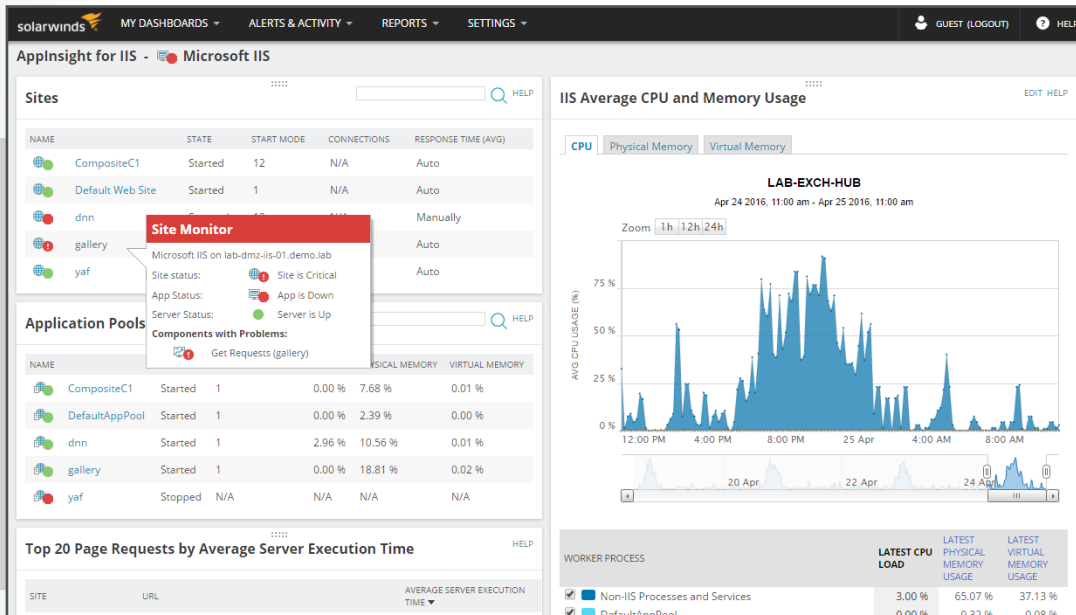 solarwinds MY DASHBOARDS ALERTS & ACTIVITY REPORTS SETTINGS GUEST (LOGOUT) ? HELP
AppInsight for IIS - Microsoft IIS
Sites HELP
NAME STATE START MODE CONNECTIONS RESPONSE TIME (AVG)
CompositeC1 Started 12 N/A Auto
Default Web Site Started 1 N/A Auto
dnn Manually
gallery Auto
yaf Auto
Site Monitor
Microsoft IIS on lab-dmz-iis-01.demo.lab
Site status: Site is Critical
App Status: App is Down
Server Status: Server is Up
Components with Problems:
Get Requests (gallery)
Application Pools HELP
NAME YSICAL MEMORY VIRTUAL MEMORY
CompositeC1 Started 1 0.00 % 7.68 % 0.01 %
DefaultAppPool Started 1 0.00 % 2.39 % 0.00 %
dnn Started 1 2.96 % 10.56 % 0.01 %
gallery Started 1 0.00 % 18.81 % 0.02 %
yaf Stopped N/A N/A N/A N/A
Top 20 Page Requests by Average Server Execution Time HELP
SITE URL AVERAGE SERVER EXECUTION
TIME ▼
IIS Average CPU and Memory Usage EDIT HELP
CPU Physical Memory Virtual Memory
LAB-EXCH-HUB
Apr 24 2016, 11:00 am - Apr 25 2016, 11:00 am
Zoom 1h 12h 24h
AVG CPU USAGE (%)
75 %
50 %
25 %
0 %
12:00 PM 4:00 PM 8:00 PM 25 Apr 4:00 AM 8:00 AM
20 Apr 22 Apr 24 Apr
WORKER PROCESS
LATEST CPU
LOAD
LATEST
PHYSICAL
MEMORY
USAGE
LATEST
VIRTUAL
MEMORY
USAGE
Non-IIS Processes and Services 3.00 % 65.07 % 37.13 %
DefaultAppPool 0.00 % 0.32 % 0.08 %